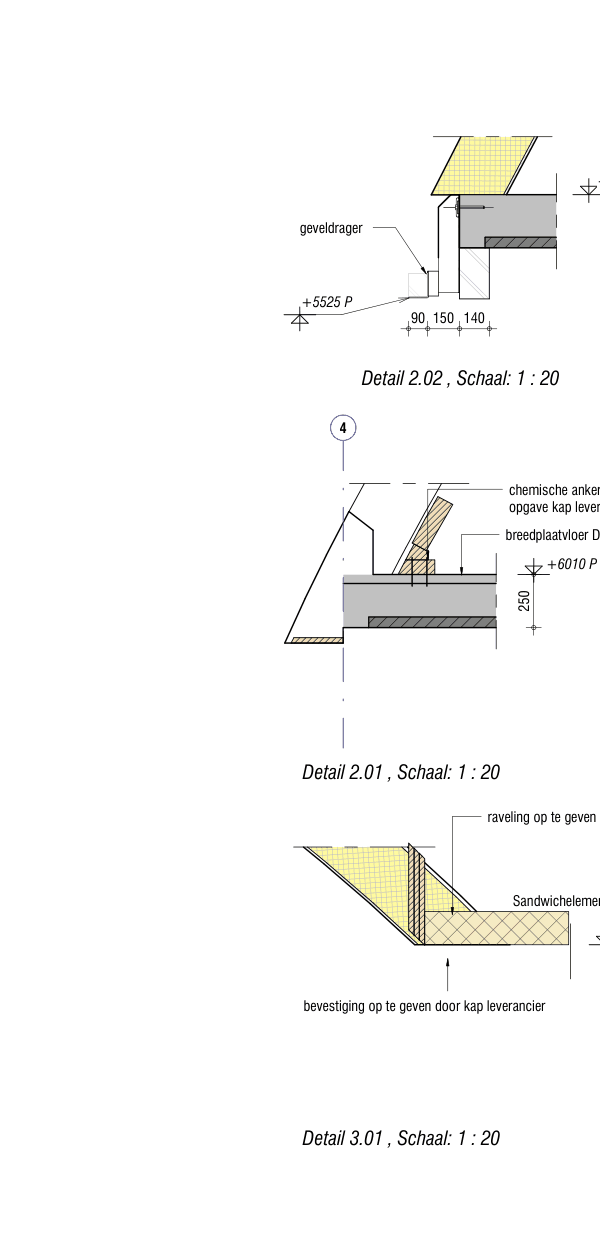 geveldrager
+5525 P
90 150 140
Detail 2.02 , Schaal: 1 : 20
4
chemische anker
opgave kap lever
breedplaatvloer D
+6010 P
250
Detail 2.01 , Schaal: 1 : 20
raveling op te geven
Sandwichelemen
bevestiging op te geven door kap leverancier
Detail 3.01 , Schaal: 1 : 20